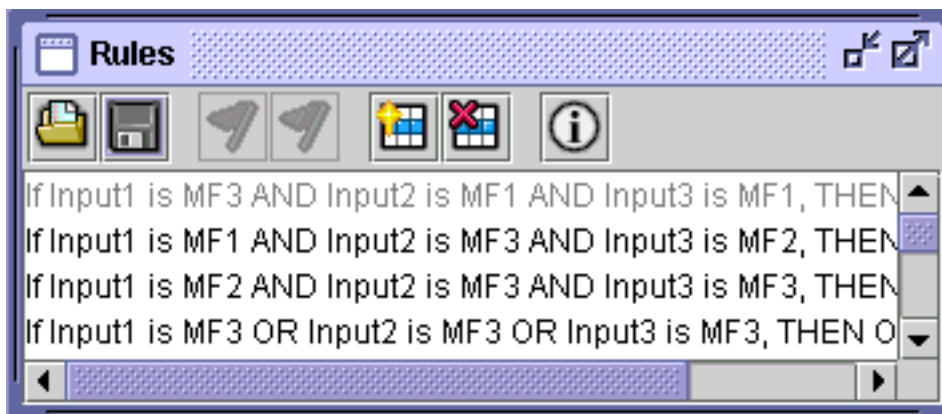 Rules
If Input1 is MF3 AND Input2 is MF1 AND Input3 is MF1, THEN
If Input1 is MF1 AND Input2 is MF3 AND Input3 is MF2, THEN
If Input1 is MF2 AND Input2 is MF3 AND Input3 is MF3, THEN
If Input1 is MF3 OR Input2 is MF3 OR Input3 is MF3, THEN O